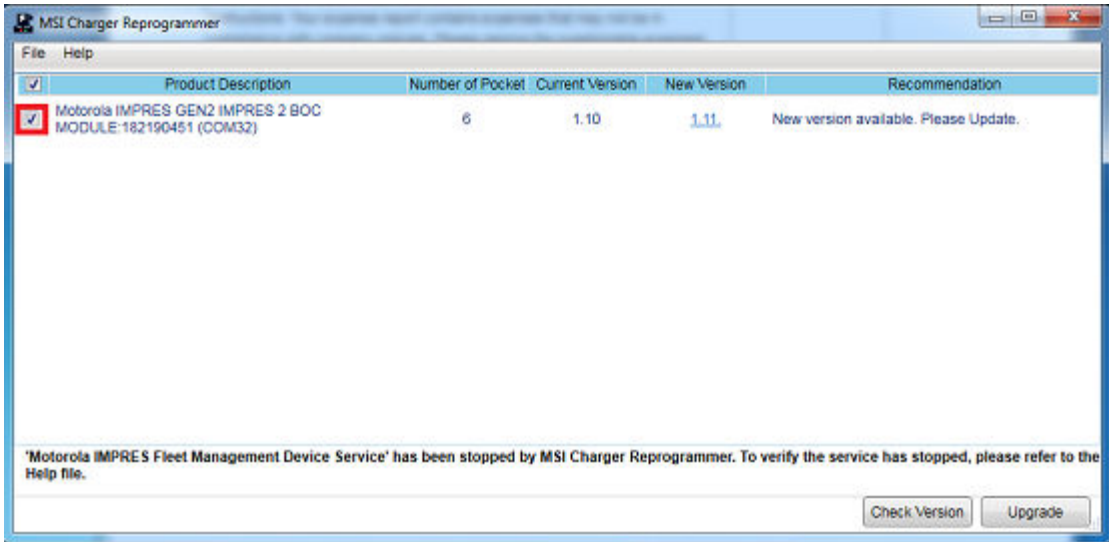 MSI Charger Reprogrammer
File Help
Product Description Number of Pocket Current Version New Version Recommendation
Motorola IMPRES GEN2 IMPRES 2 BOC
MODULE:182190451 (COM32) 6 1.10 1.11. New version available. Please Update.
'Motorola IMPRES Fleet Management Device Service' has been stopped by MSI Charger Reprogrammer. To verify the service has stopped, please refer to the
Help file.
Check Version Upgrade